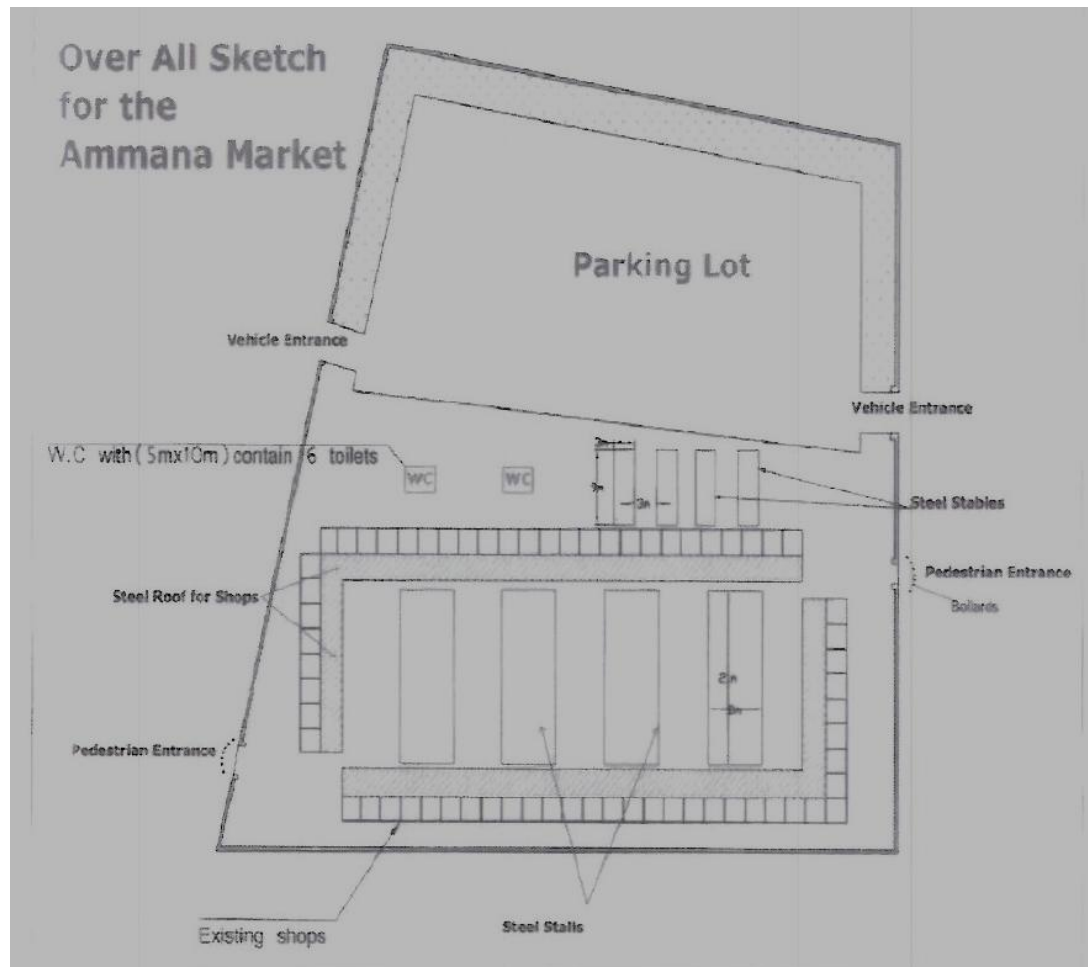 Over All Sketch
for the
Ammana Market
Parking Lot
Vehicle Entrance
Vehicle Entrance
W.C with ( 5mx10m ) contain 6 toilets
WC
WC
3m
Steel Stables
Pedestrian Entrance
Bollards
Steel Roof for Shops
Pedestrian Entrance
Steel Stalls
Existing shops